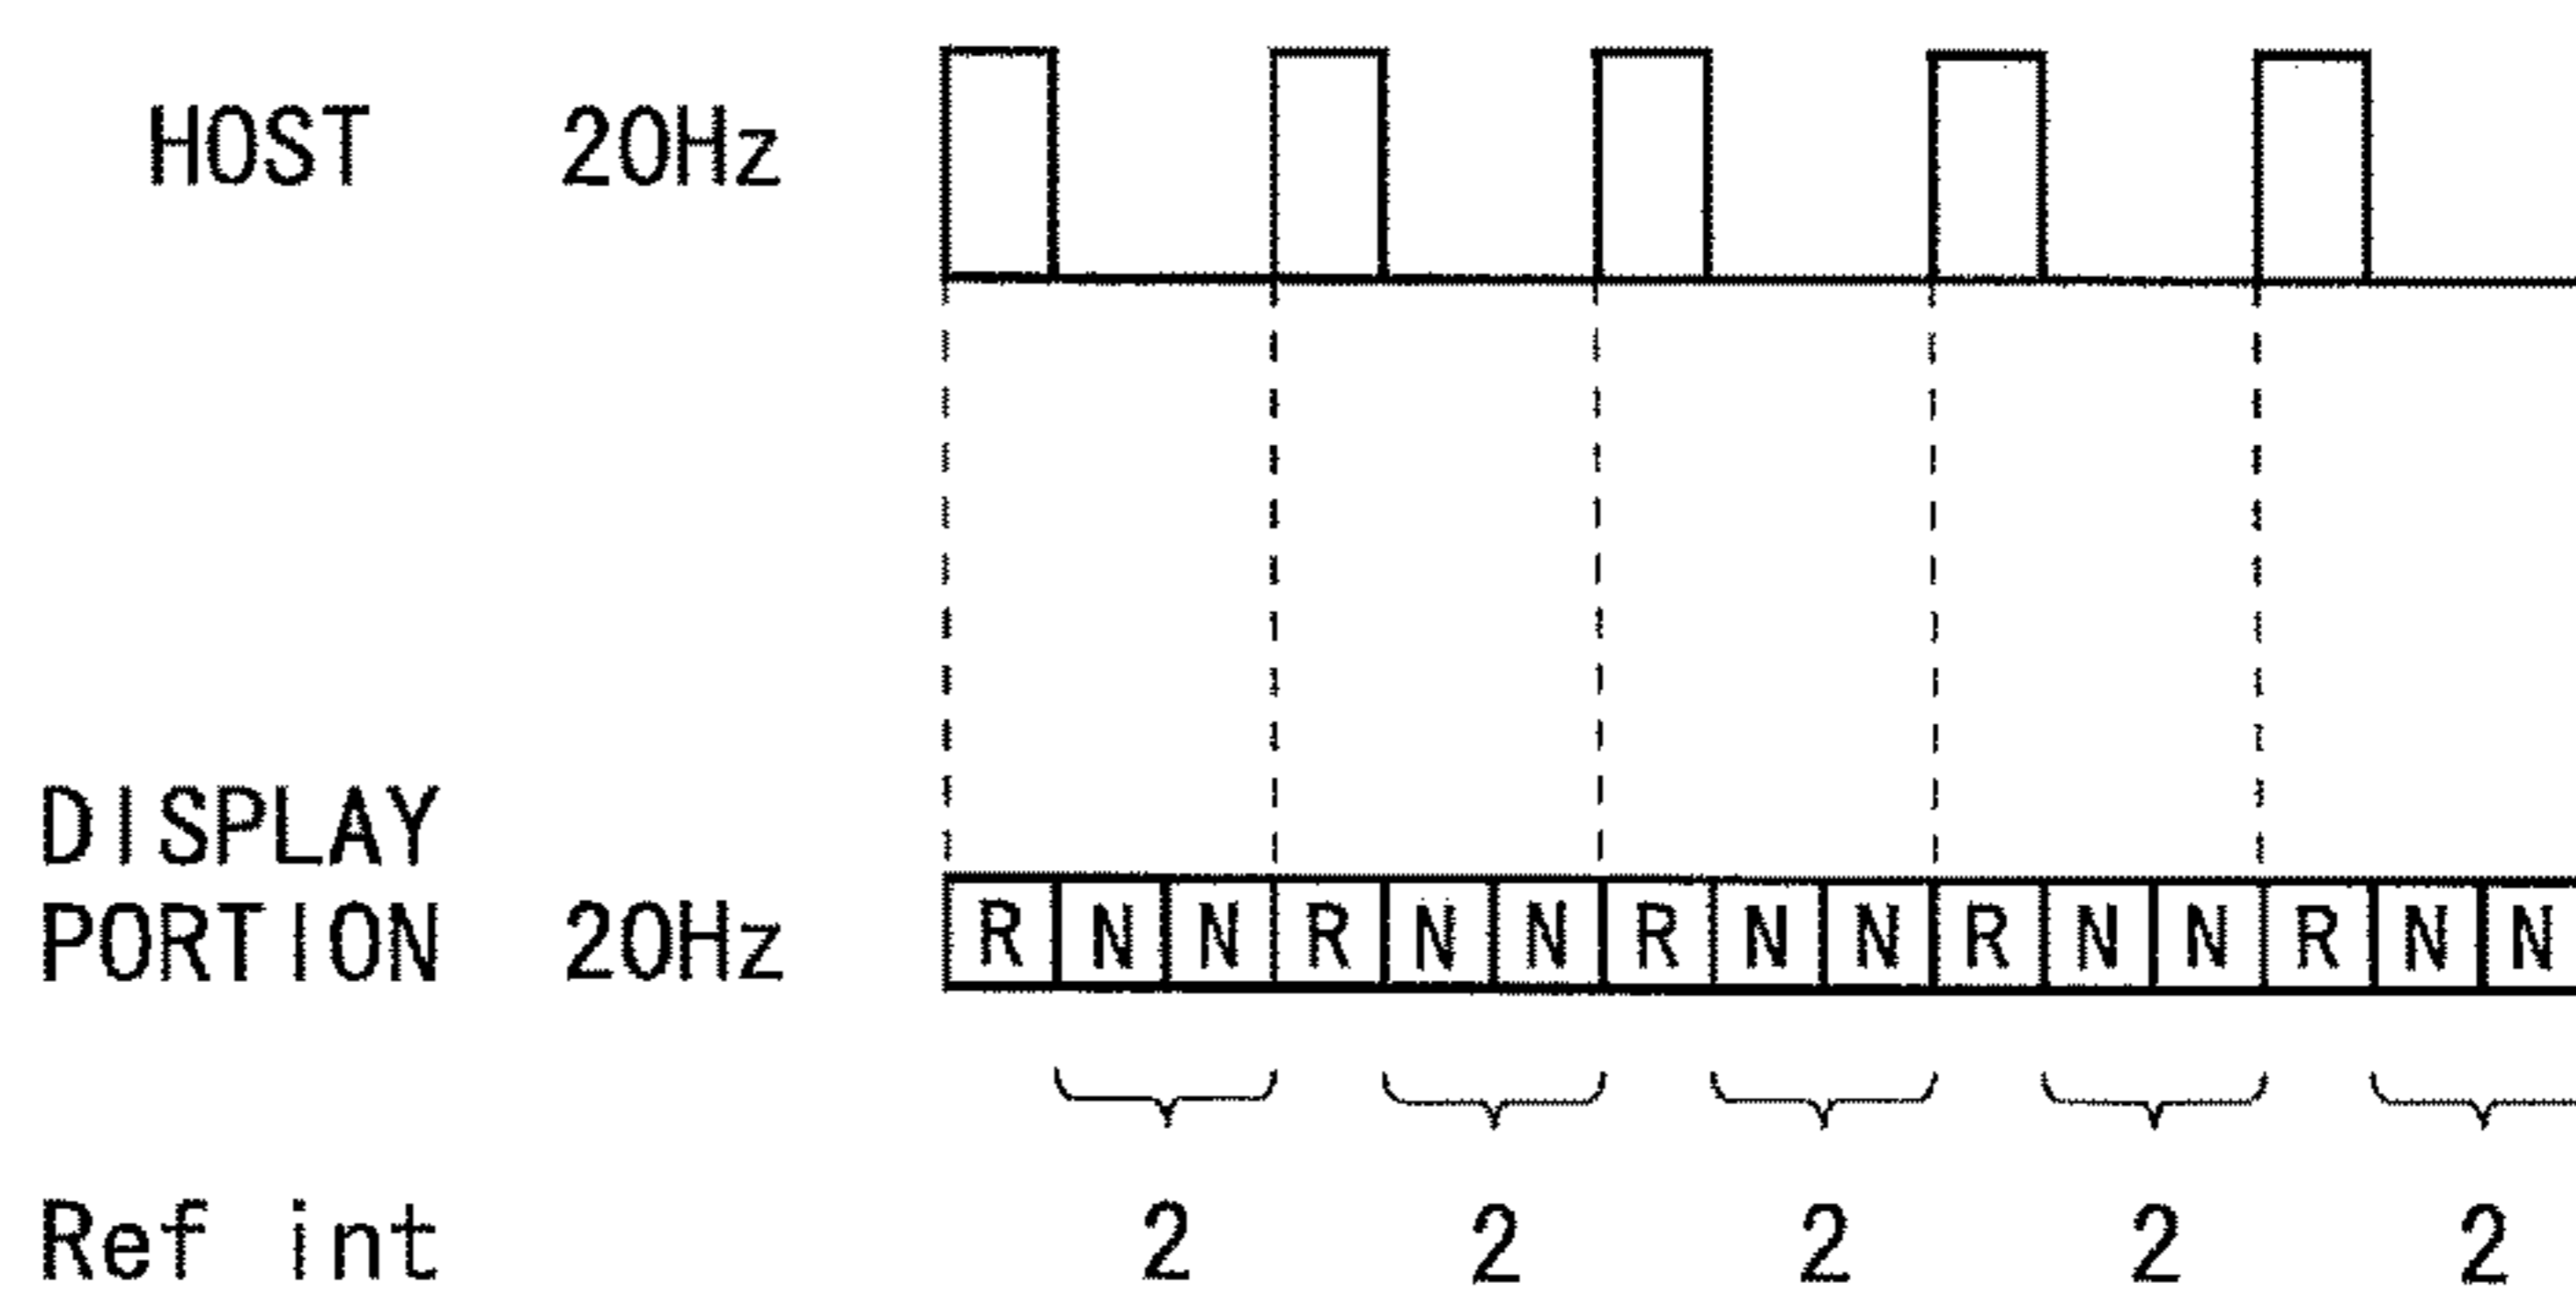 HOST 20Hz
DISPLAY
PORTION 20Hz R N N R N N R N N R N N R N N
Ref int 2 2 2 2 2